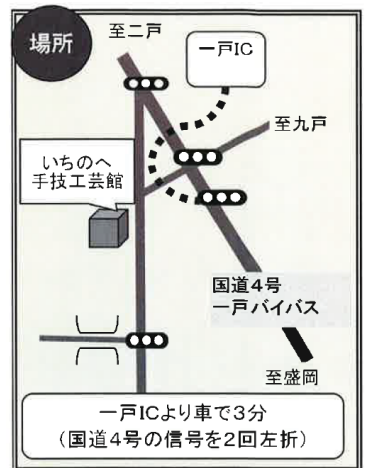 場所
至二戸
一戸IC
至九戸
いちのへ
手技工芸館
国道4号
一戸バイパス
至盛岡
一戸ICより車で3分
（国道4号の信号を2回左折）